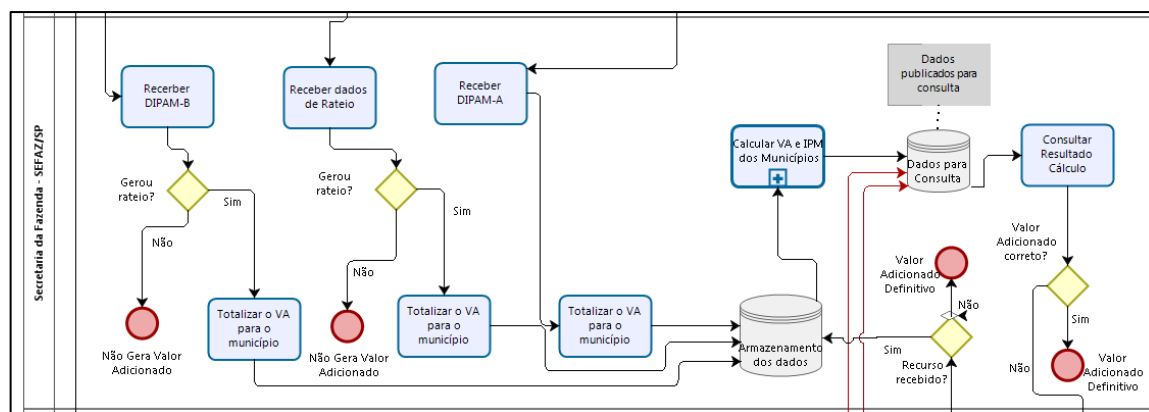 Secretaria da Fazenda - SEFAZ/SP
Recerber
DIPAM-B
Receber dados
de Rateio
Receber
DIPAM-A
Dados
publicados para
consulta
Calcular VA e IPM
dos Municípios
Dados para
Consulta
Consultar
Resultado
Cálculo
Gerou
rateio?
Sim
Não
Gerou
rateio?
Sim
Não
Valor
Adicionado
correto?
Valor
Adicionado
Definitivo
Não
Sim
Não
Totalizar o VA
para o
município
Totalizar o VA
para o
município
Totalizar o VA
para o
município
Armazenamento
dos dados
Sim
Recurso
recebido?
Não Gera Valor
Adicionado
Não Gera Valor
Adicionado
Valor
Adicionado
Definitivo